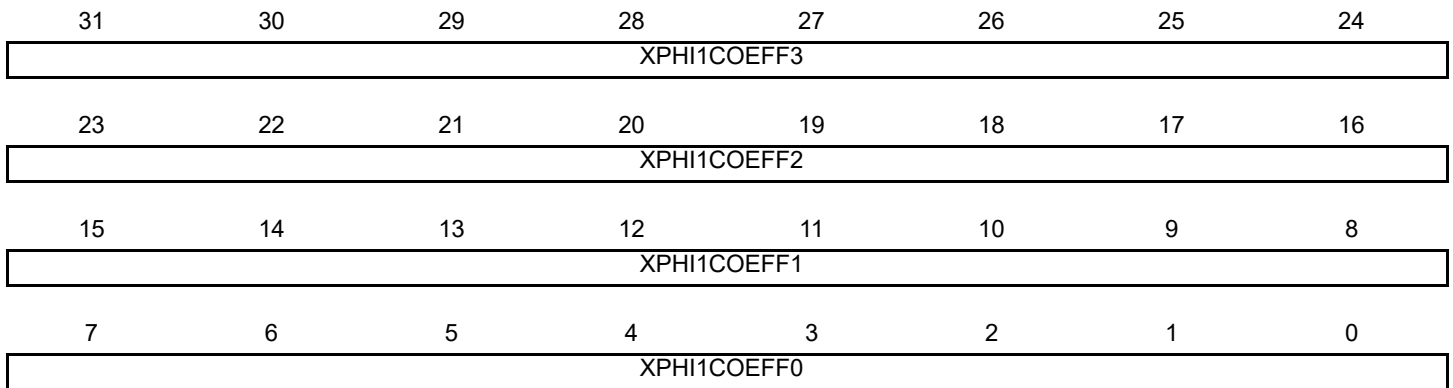 31 30 29 28 27 26 25 24
XPHI1COEFF3
23 22 21 20 19 18 17 16
XPHI1COEFF2
15 14 13 12 11 10 9 8
XPHI1COEFF1
7 6 5 4 3 2 1 0
XPHI1COEFF0